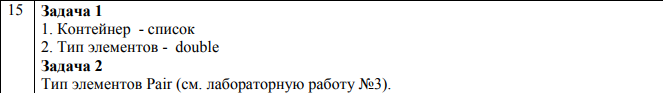 15
Задача 1
1. Контейнер - список
2. Тип элементов - double
Задача 2
Тип элементов Pair (см. лабораторную работу №3).